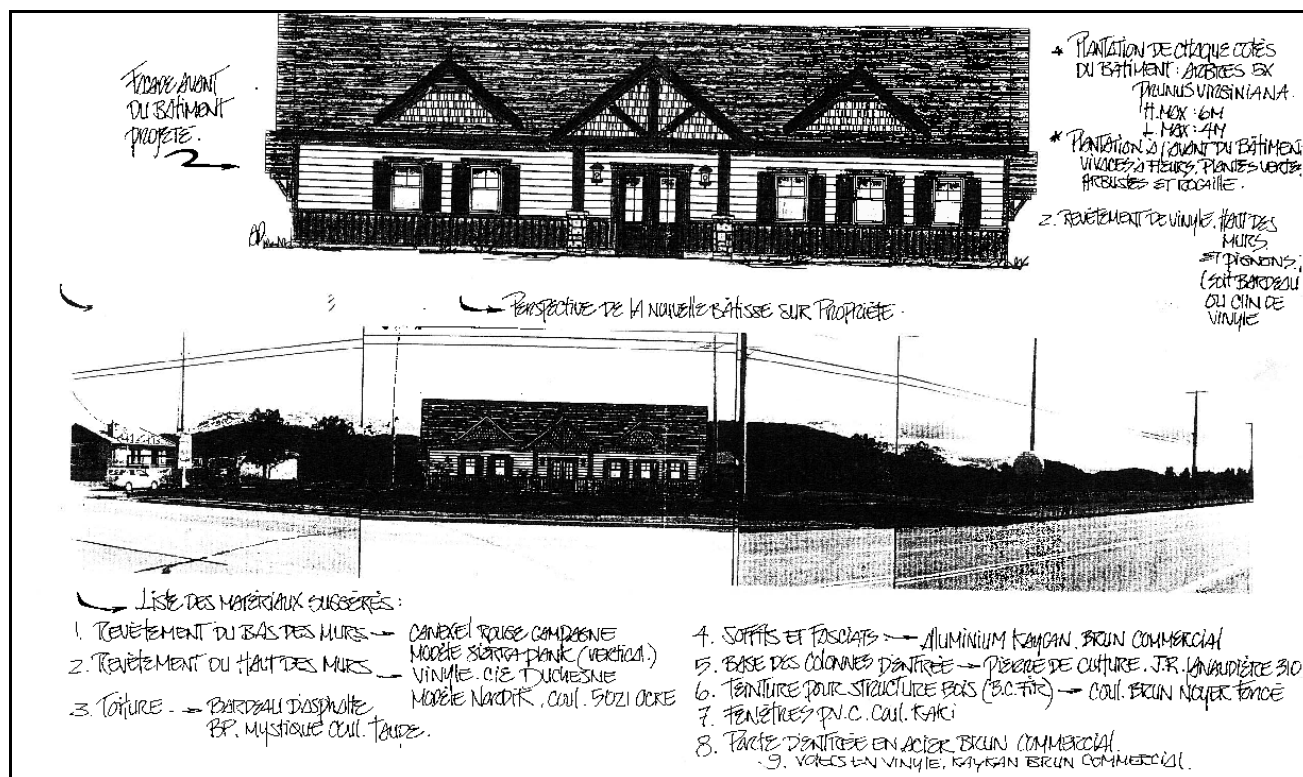 FACADE AVANT
DU BÂTIMENT
PROJETÉ.
* PLANTATION DE CHAQUE COTÉS
DU BÂTIMENT: ARBRES EX
PRUNUS VIRGINIANA.
H. MAX: 6M
L. MAX: 4M
* PLANTATION À L'AVANT DU BÂTIMENT
VIVACES À FLEURS, PLANTES VERTE,
ARBUSTES ET ROCAILLE.
2. REVÊTEMENT DE VINYLE, HAUT DES
MURS
ET PIGNONS,
(SOIT BARDEAU
OU CLIN DE
VINYLE
PERSPECTIVE DE LA NOUVELLE BÂTISSE SUR PROPRIÉTÉ.
LISTE DES MATÉRIAUX SUGGÉRÉS:
1. REVÊTEMENT DU BAS DES MURS → CANEXEL ROUGE CAMPAGNE
MODÈLE SIERRA PLANK (VERTICAL)
2. REVÊTEMENT DU HAUT DES MURS → VINYLE. CIE DUCHESNE
MODÈLE NORDIK, COUL. 5021 OCRE
3. TOITURE → BARDEAU D'ASPHALTE
BP. MYSTIQUE COUL. TAUPE.
4. SOFFITS ET FASCIAS → ALUMINIUM KAYCAN. BRUN COMMERCIAL
5. BASE DES COLONNES D'ENTRÉE → PIERRE DE CULTURE. J.R. LANAUDIÈRE 310
6. TEINTURE POUR STRUCTURE BOIS (B.C. FIR) → COUL. BRUN NOYER FONCÉ
7. FENÊTRES P.V.C. COUL. KAKI
8. PORTE D'ENTRÉE EN ACIER BRUN COMMERCIAL.
9. VOLETS EN VINYLE, KAYKAN BRUN COMMERCIAL.